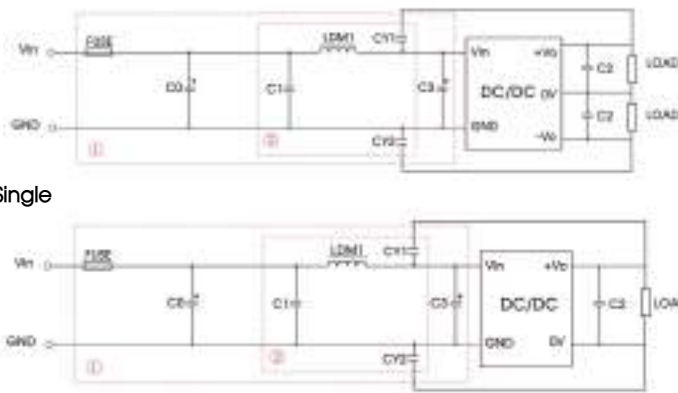 FUSE LDM1 CY1
Vin Vin +Vo
C0 C1 C3 DC/DC 0V C2 LOAD
C2 LOAD
GND GND -Vo
① ② CY2
Single
FUSE LDM1 CY1
Vin Vin +Vo
C0 C1 C3 DC/DC C2
GND GND 0V
① ② CY2